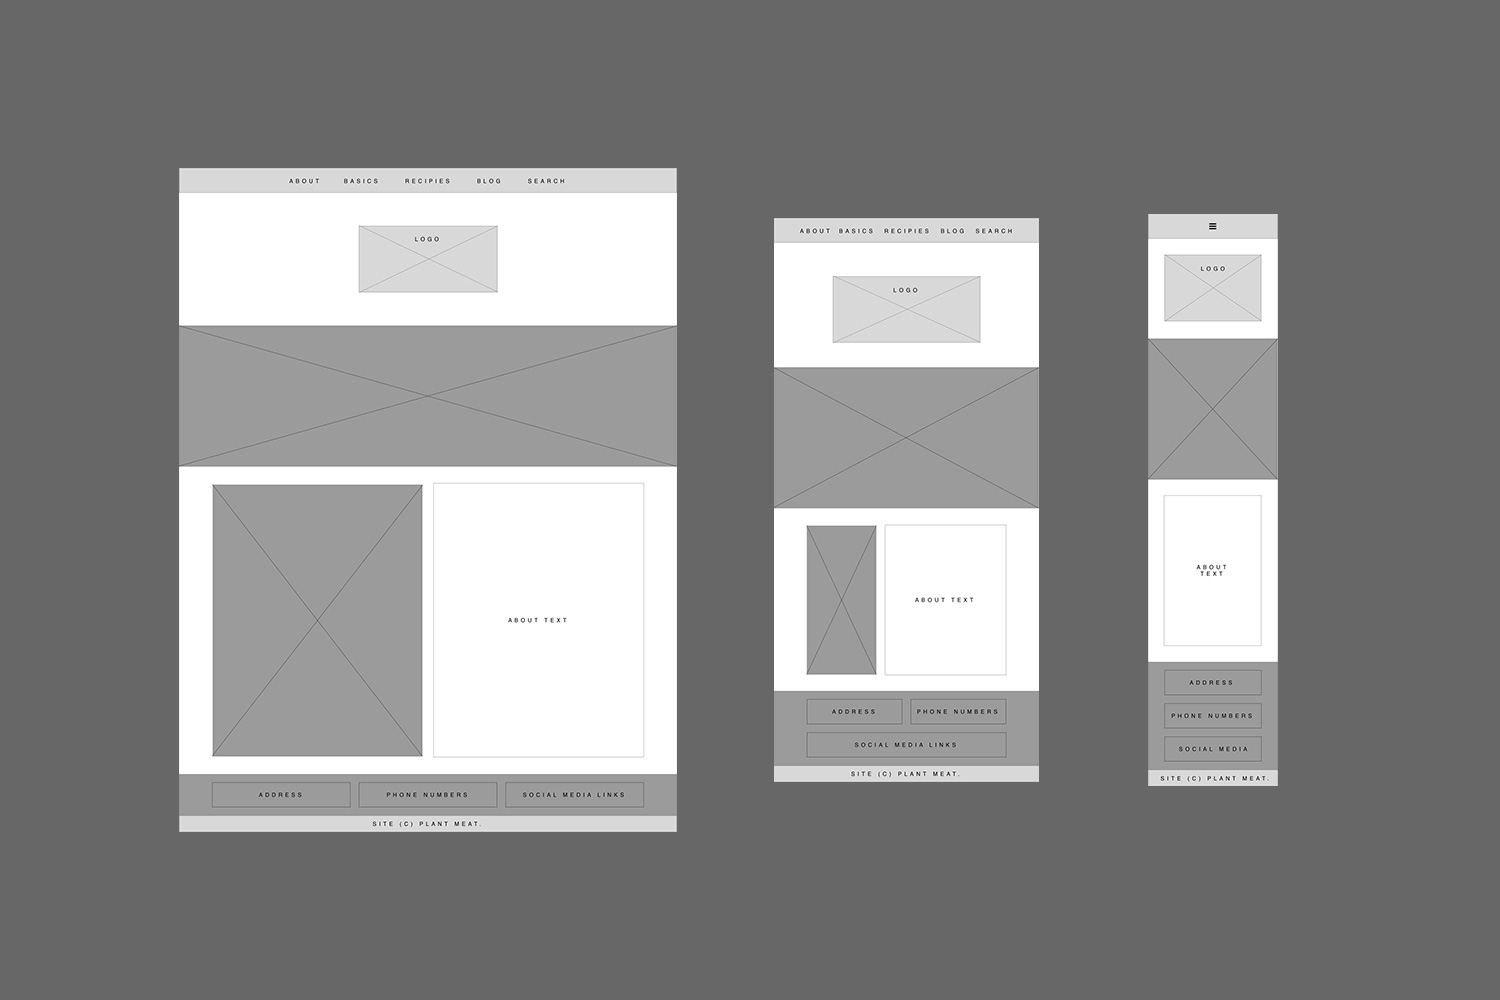 ABOUT BASICS RECIPIES BLOG SEARCH
LOGO
ABOUT TEXT
ADDRESS PHONE NUMBERS SOCIAL MEDIA LINKS
SITE (C) PLANT MEAT.
ABOUT BASICS RECIPIES BLOG SEARCH
LOGO
ABOUT TEXT
ADDRESS PHONE NUMBERS
SOCIAL MEDIA LINKS
SITE (C) PLANT MEAT.
LOGO
ABOUT
TEXT
ADDRESS
PHONE NUMBERS
SOCIAL MEDIA
SITE (C) PLANT MEAT.